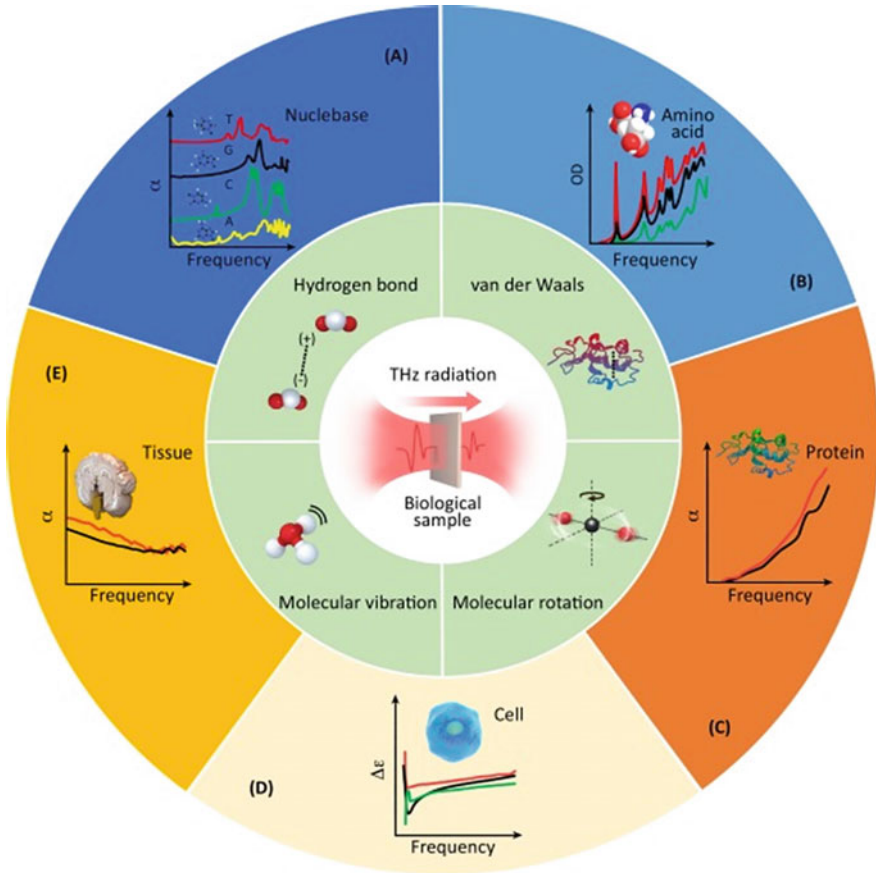 (A)
Nuclebase
T
G
C
A
α
Frequency
Amino
acid
OD
Frequency
(B)
Hydrogen bond
(+)
(-)
van der Waals
THz radiation
Biological
sample
Molecular vibration
Molecular rotation
(E)
Tissue
α
Frequency
Protein
α
Frequency
(C)
Cell
Δε
Frequency
(D)